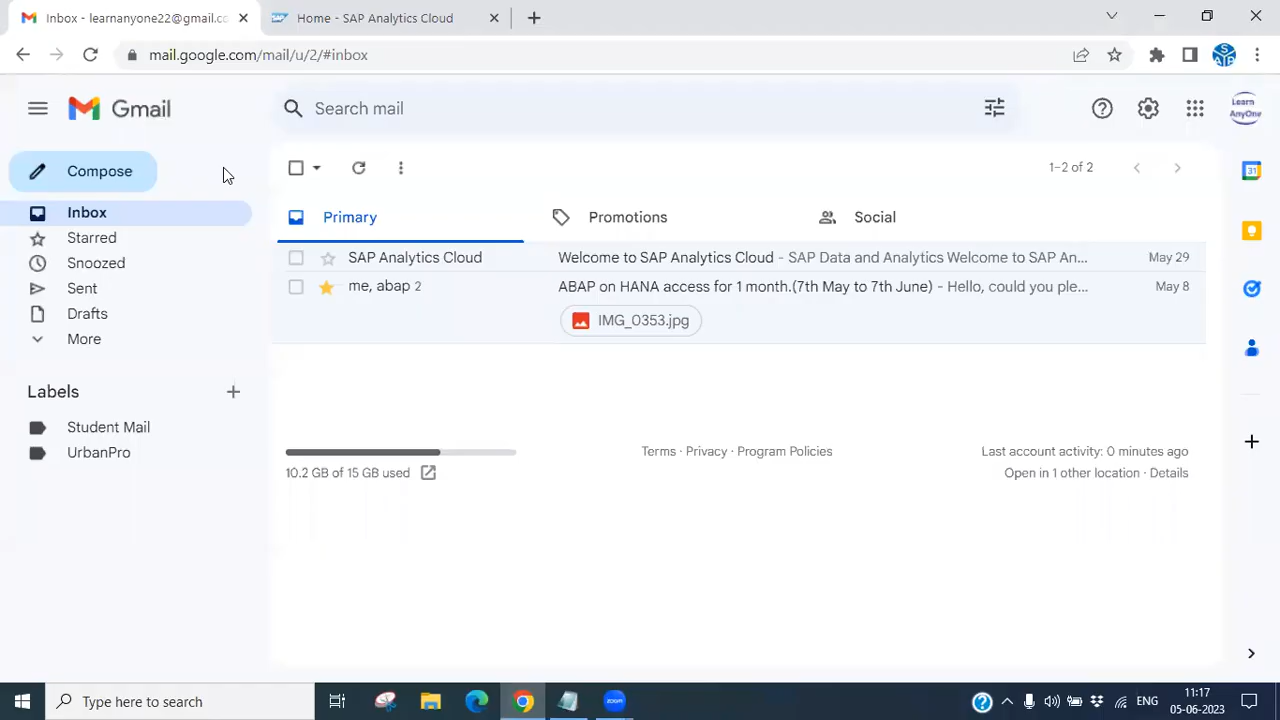 Inbox - learnanyone22@gmail.co
Home - SAP Analytics Cloud
mail.google.com/mail/u/2/#inbox
SAP
Gmail
Search mail
Learn
AnyOne
Compose
1–2 of 2
31
Inbox
Starred
Snoozed
Sent
Drafts
More
Primary
Promotions
Social
SAP Analytics Cloud
Welcome to SAP Analytics Cloud - SAP Data and Analytics Welcome to SAP An...
May 29
me, abap 2
ABAP on HANA access for 1 month.(7th May to 7th June) - Hello, could you ple...
May 8
IMG_0353.jpg
Labels
Student Mail
UrbanPro
10.2 GB of 15 GB used
Terms · Privacy · Program Policies
Last account activity: 0 minutes ago
Open in 1 other location · Details
Type here to search
zoom
ENG
11:17
05-06-2023